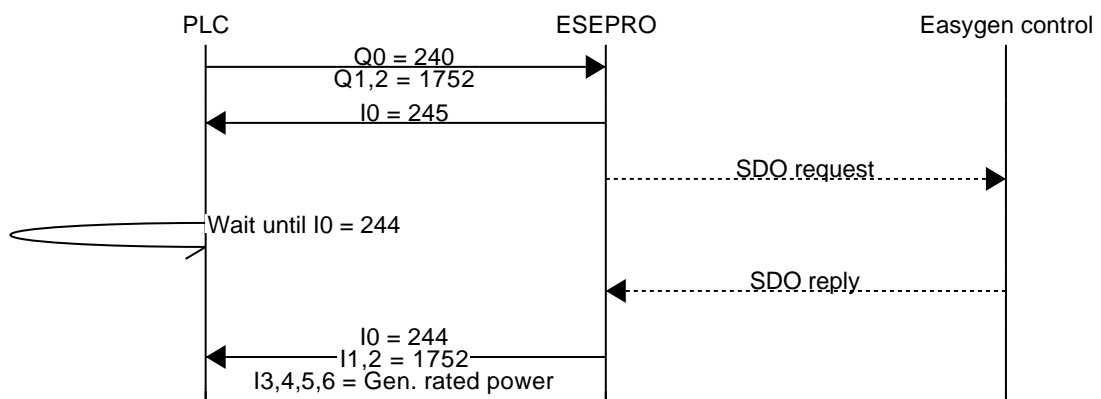 PLC
ESEPRO
Easygen control
Q0 = 240
Q1,2 = 1752
I0 = 245
SDO request
Wait until I0 = 244
SDO reply
I0 = 244
I1,2 = 1752
I3,4,5,6 = Gen. rated power